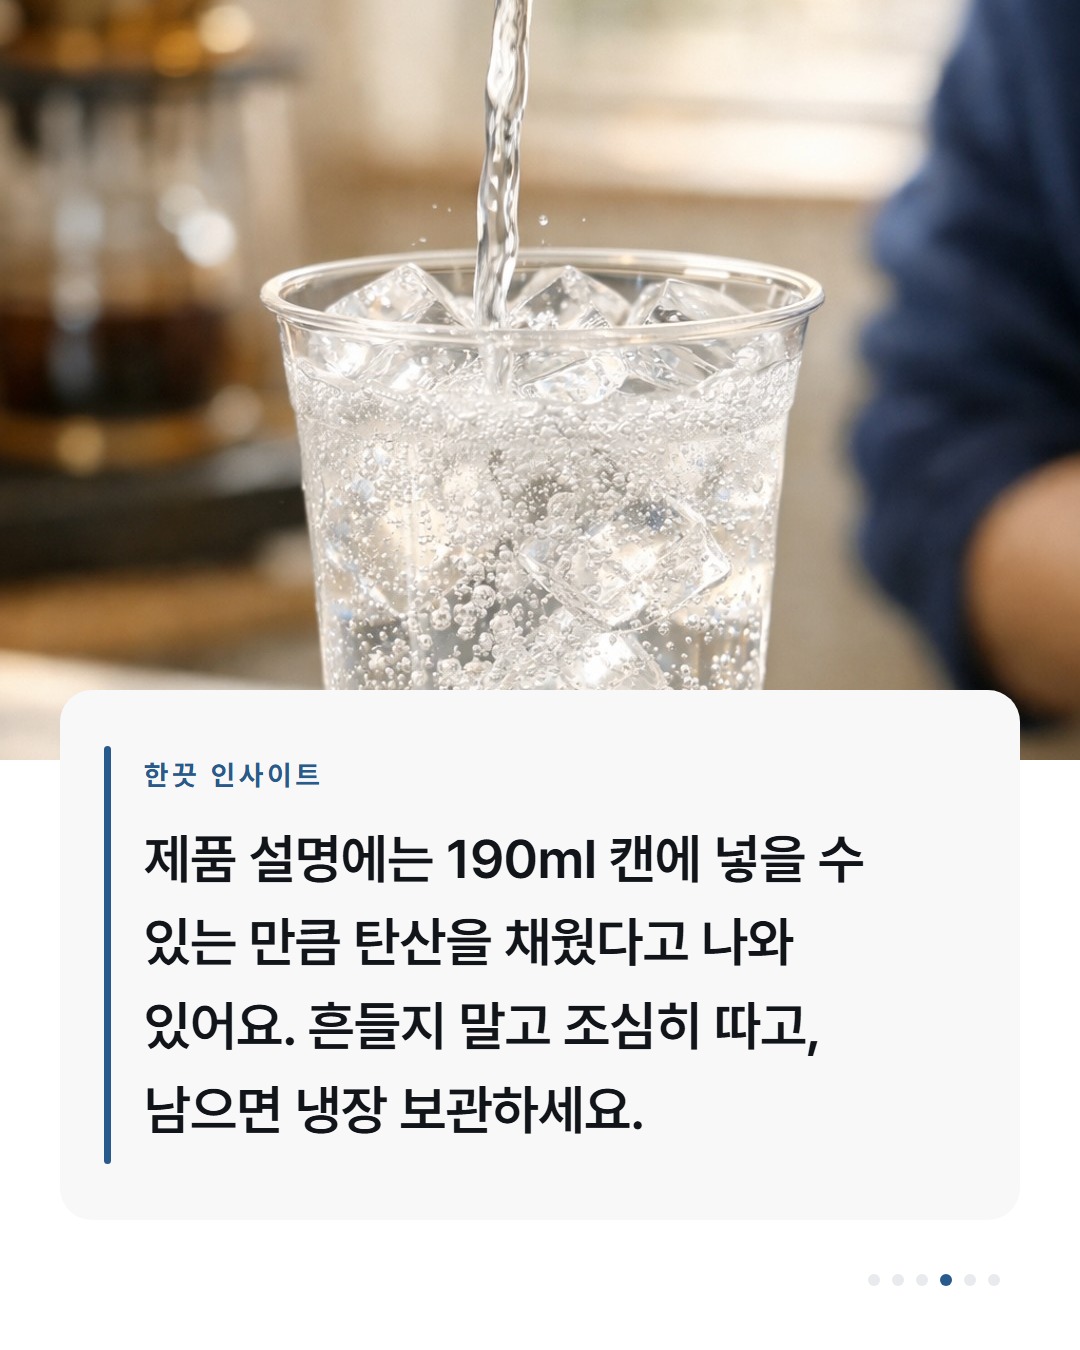 한끗 인사이트
제품 설명에는 190ml 캔에 넣을 수
있는 만큼 탄산을 채웠다고 나와
있어요. 흔들지 말고 조심히 따고,
남으면 냉장 보관하세요.